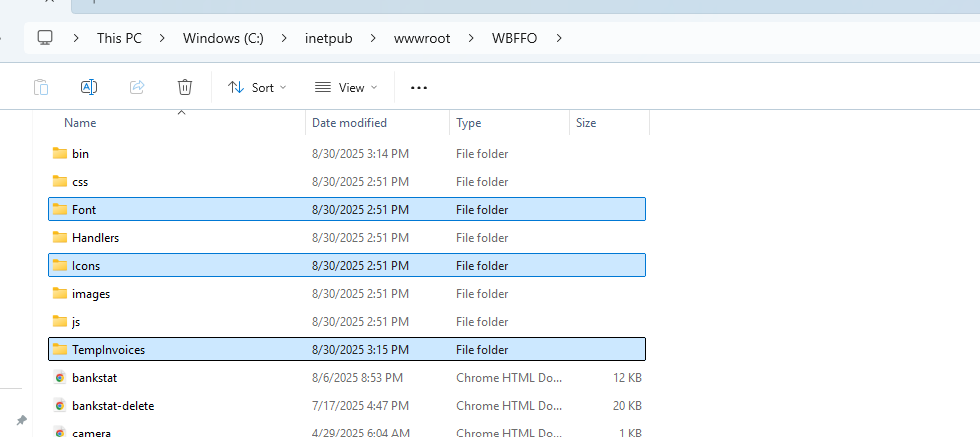 This PC > Windows (C:) > inetpub > wwwroot > WBFFO >
Sort View ...
Name Date modified Type Size
bin 8/30/2025 3:14 PM File folder
css 8/30/2025 2:51 PM File folder
Font 8/30/2025 2:51 PM File folder
Handlers 8/30/2025 2:51 PM File folder
Icons 8/30/2025 2:51 PM File folder
images 8/30/2025 2:51 PM File folder
js 8/30/2025 2:51 PM File folder
TempInvoices 8/30/2025 3:15 PM File folder
bankstat 8/6/2025 8:53 PM Chrome HTML Do... 12 KB
bankstat-delete 7/17/2025 4:47 PM Chrome HTML Do... 20 KB
camera 4/29/2025 6:04 AM Chrome HTML Do... 1 KB